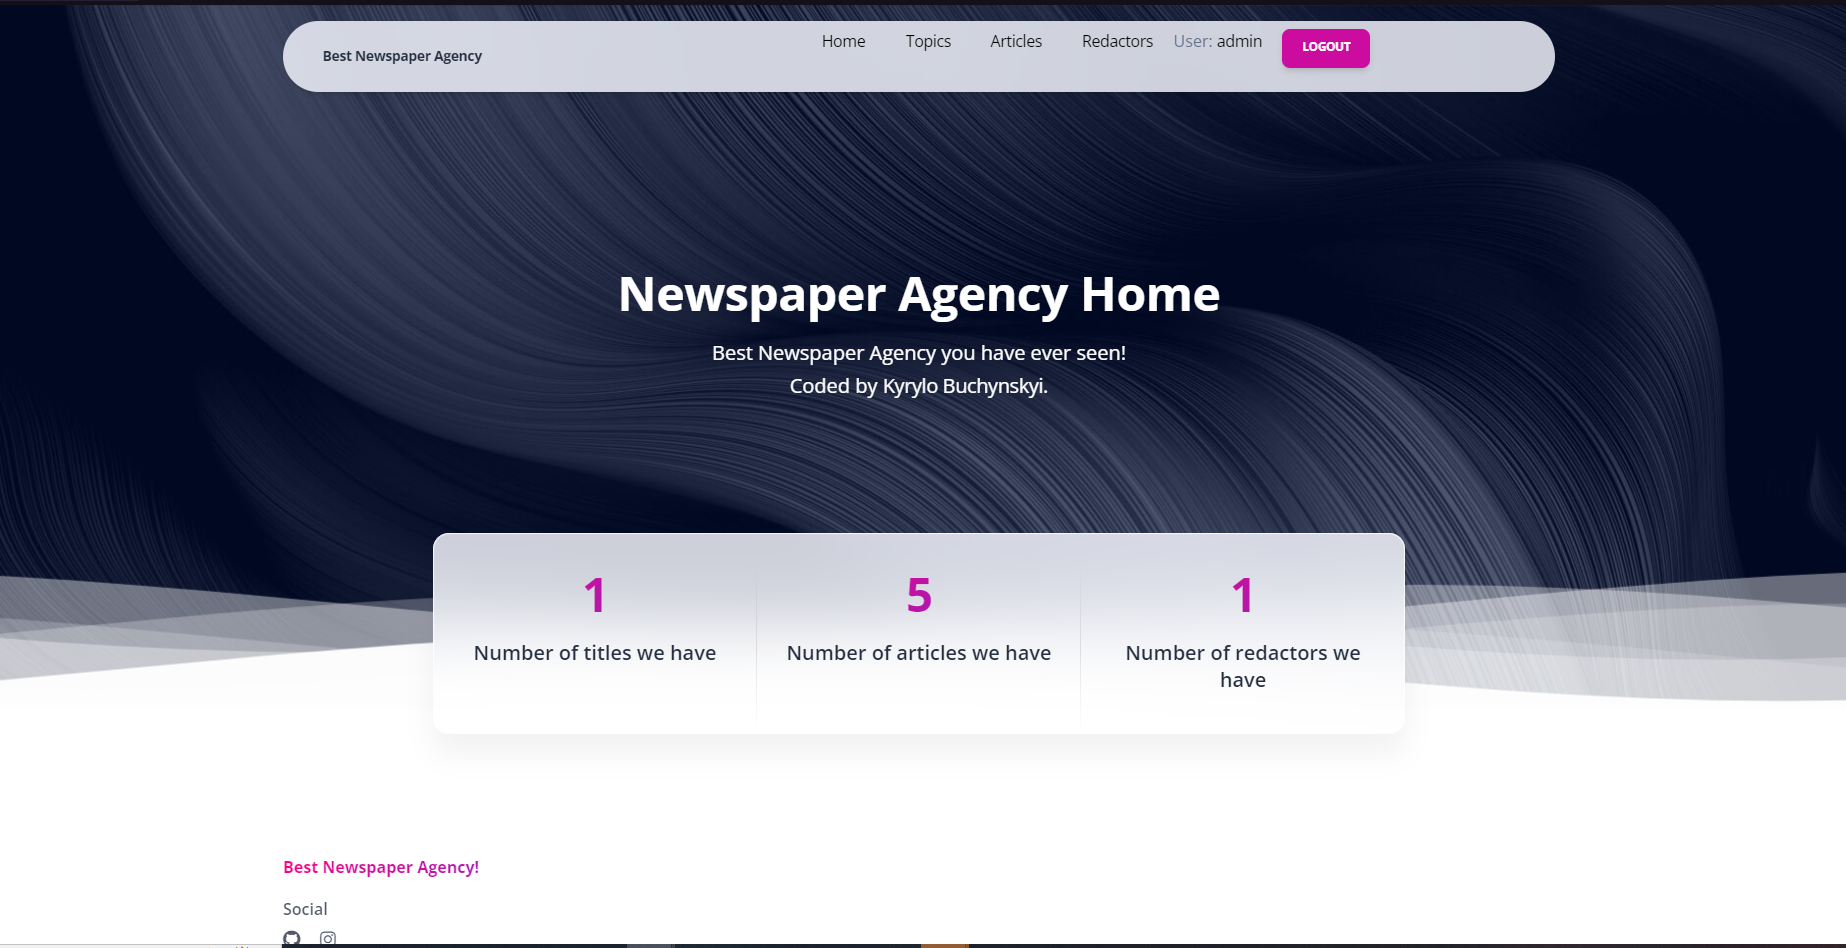 Best Newspaper Agency
Home Topics Articles Redactors User: admin LOGOUT
Newspaper Agency Home
Best Newspaper Agency you have ever seen!
Coded by Kyrylo Buchynskyi.
1
Number of titles we have
5
Number of articles we have
1
Number of redactors we
have
Best Newspaper Agency!
Social